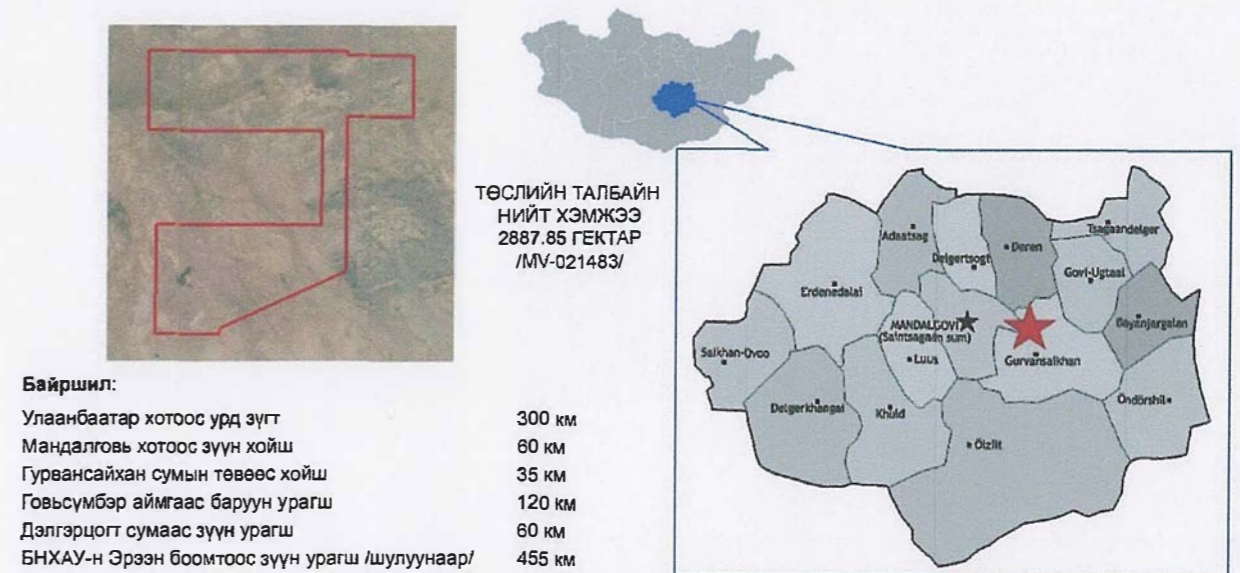 ТӨСЛИЙН ТАЛБАЙН
НИЙТ ХЭМЖЭЭ
2887.85 ГЕКТАР
/MV-021483/
Байршил:
Улаанбаатар хотоос урд зүгт 300 км
Мандалговь хотоос зүүн хойш 60 км
Гурвансайхан сумын төвөөс хойш 35 км
Говьсүмбэр аймгаас баруун урагш 120 км
Дэлгэрцогт сумаас зүүн урагш 60 км
БНХАУ-н Эрээн боомтоос зүүн урагш /шулуунаар/ 455 км
Adaatsag
Delgertsogt
Deren
Tsagaandelger
Govi-Ugtaal
Erdenedalai
MANDALGOVI
(Saintsagaan sum)
Bayanjargalan
Saikhan-Ovoo
Luus
Gurvansaikhan
Delgerkhangai
Khuld
Öndörshil
Ölziit